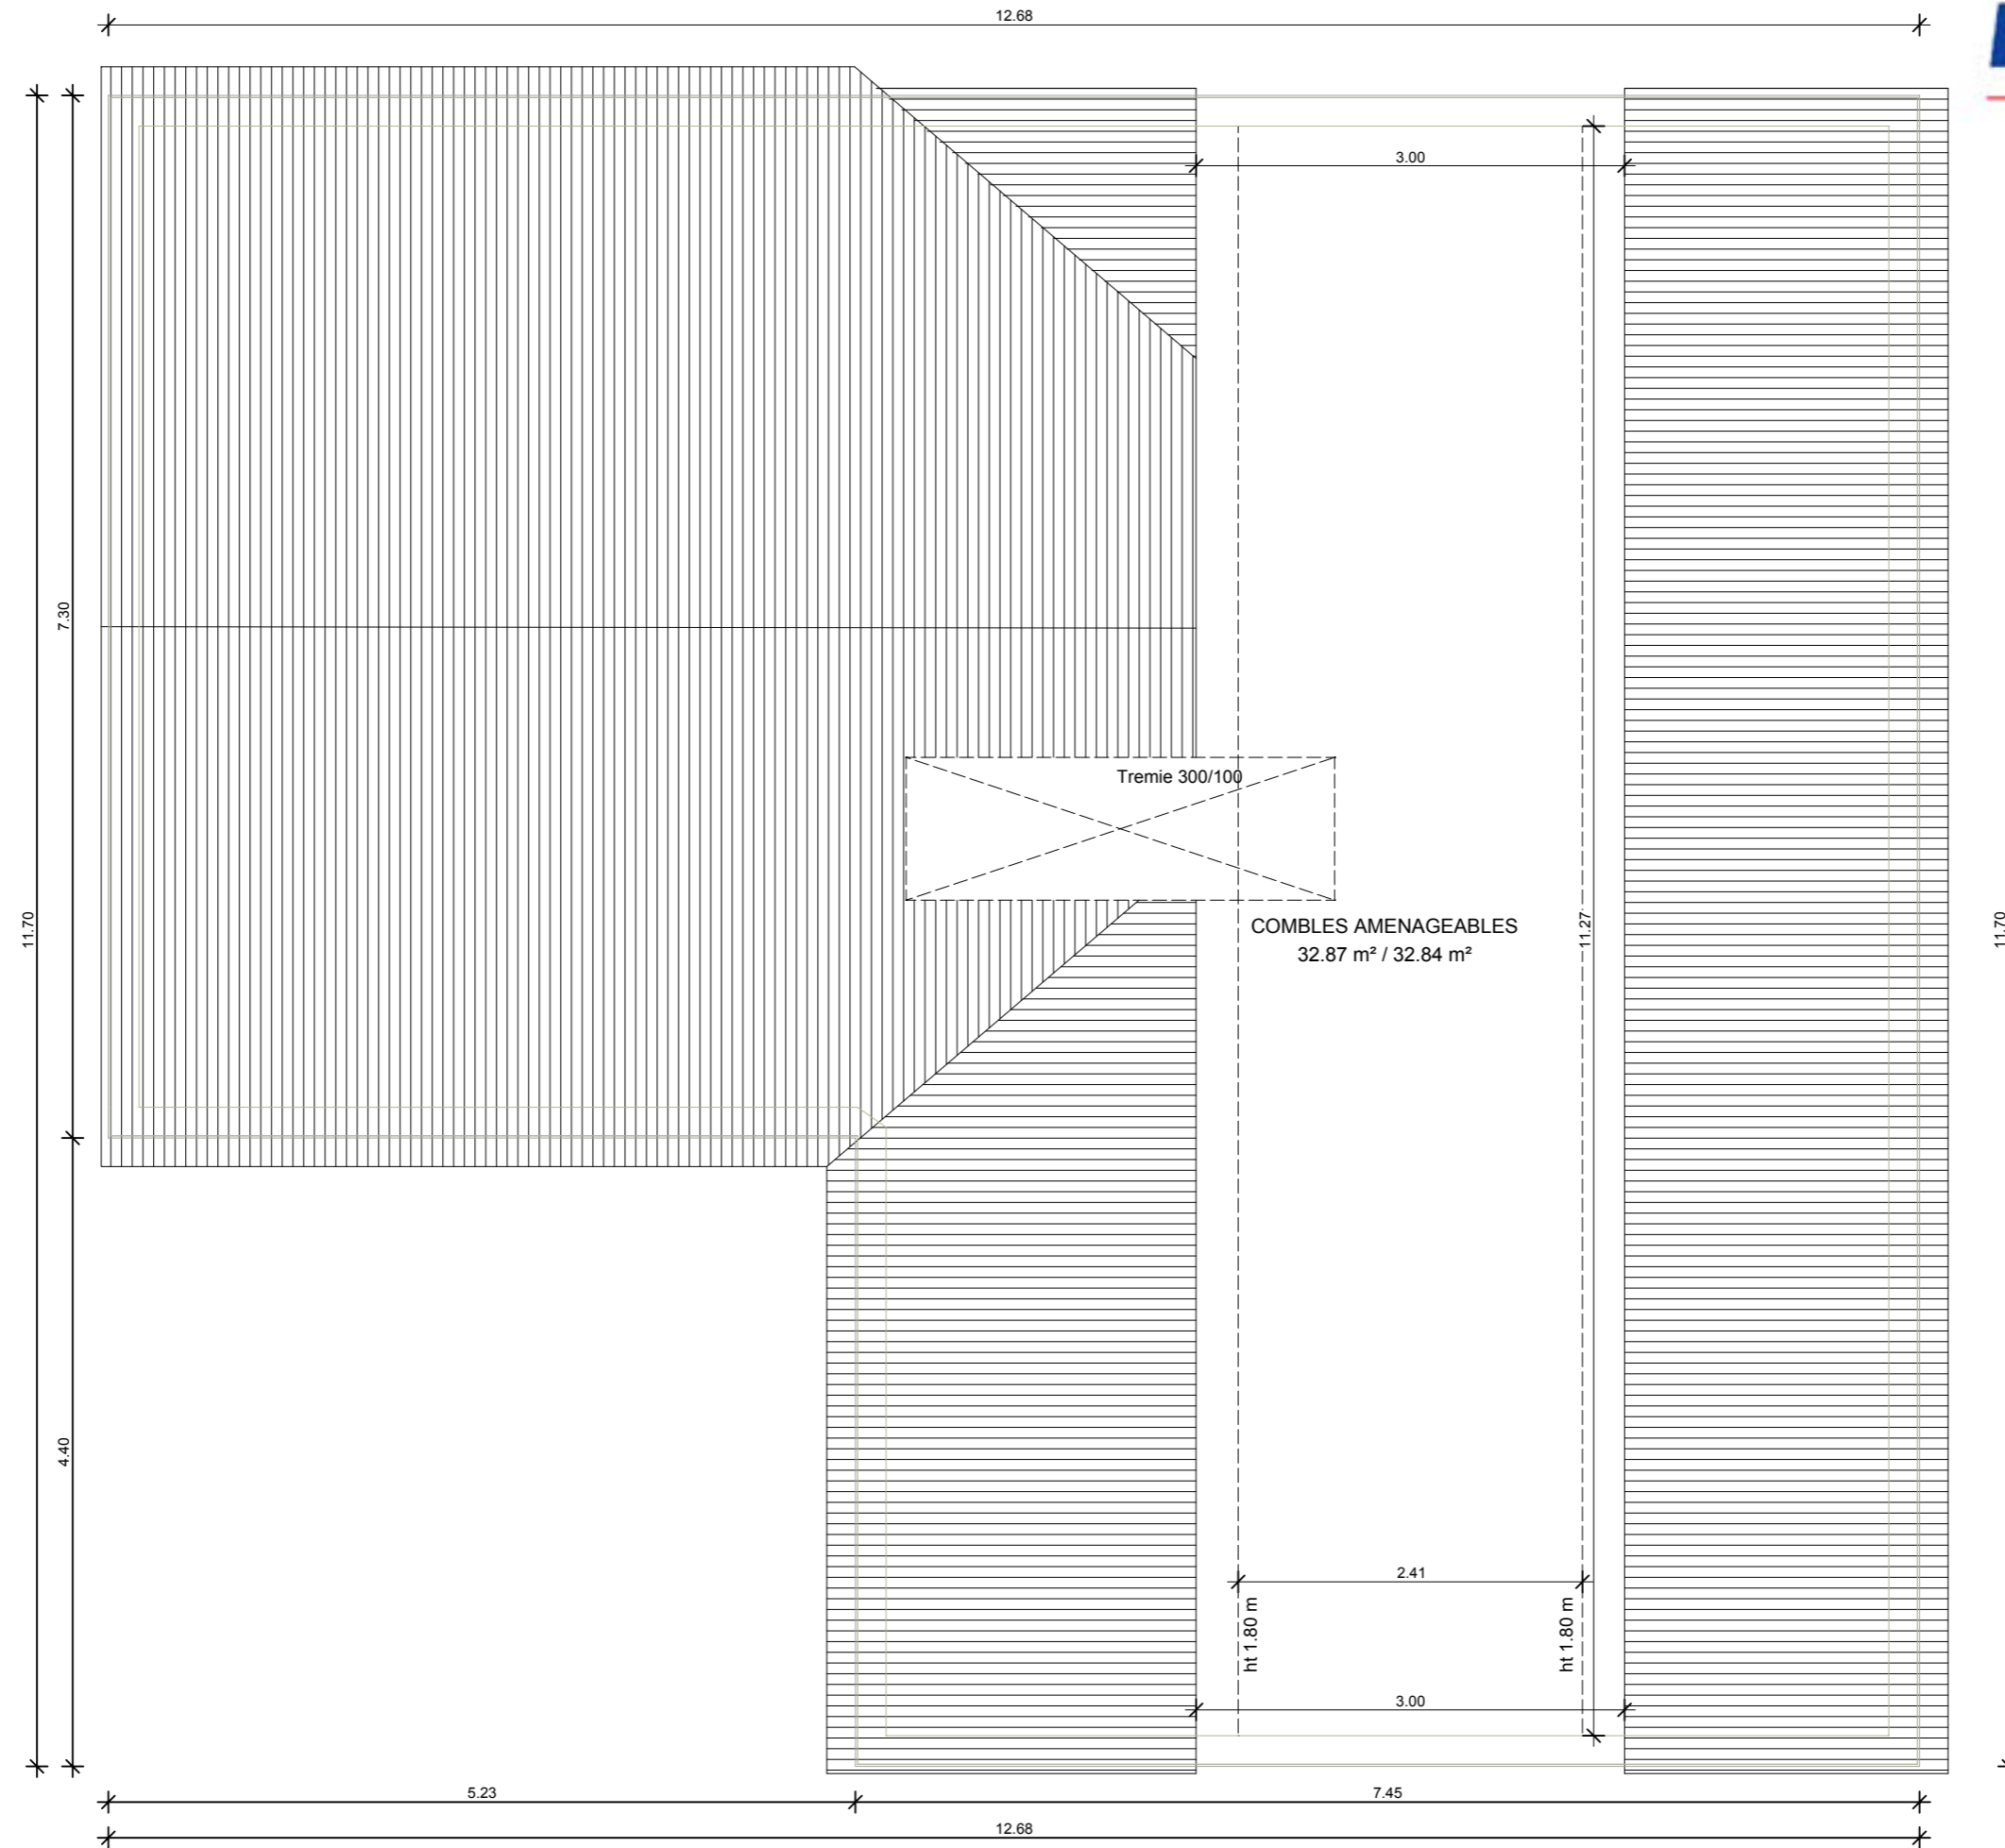 12.68
3.00
7.30
Tremie 300/100
11.70
COMBLES AMENAGEABLES
32.87 m² / 32.84 m²
11.27
11.70
4.40
2.41
ht 1.80 m
ht 1.80 m
3.00
5.23
7.45
12.68